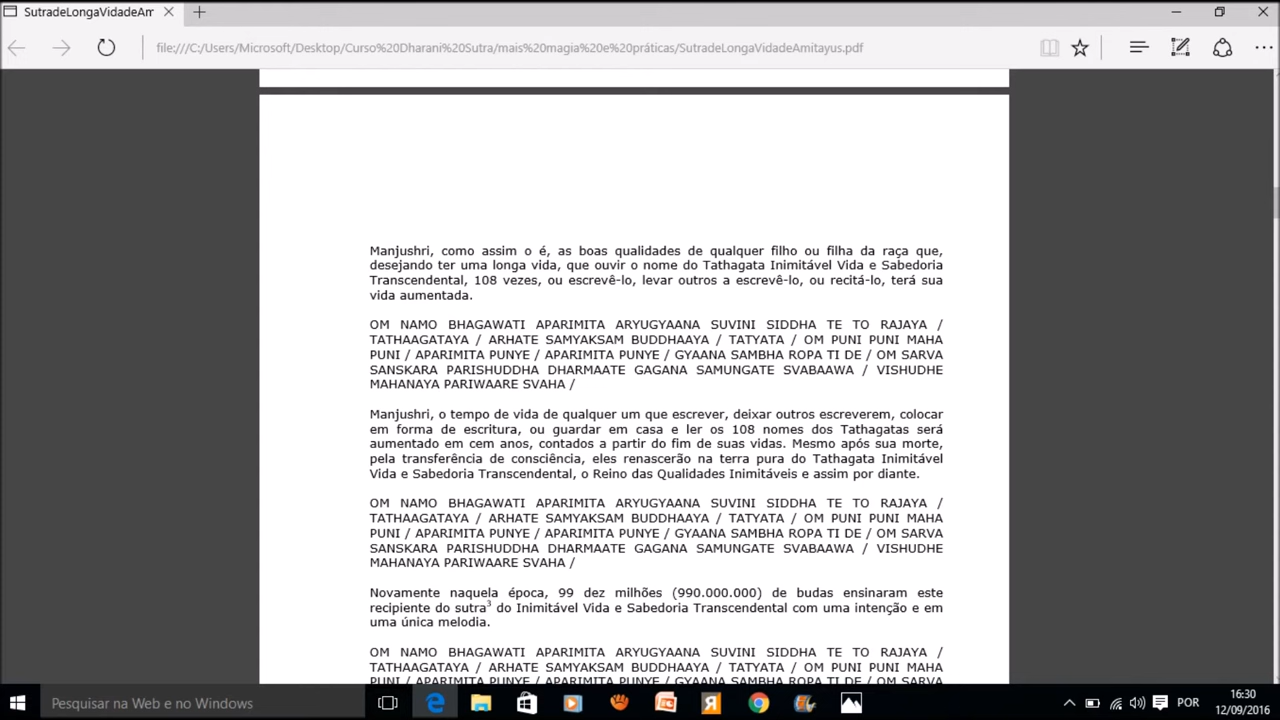 SutradeLongaVidadeAm
file:///C:/Users/Microsoft/Desktop/Curso%20Dharani%20Sutra/mais%20magia%20e%20práticas/SutradeLongaVidadeAmitayus.pdf
Manjushri, como assim o é, as boas qualidades de qualquer filho ou filha da raça que,
desejando ter uma longa vida, que ouvir o nome do Tathagata Inimitável Vida e Sabedoria
Transcendental, 108 vezes, ou escrevê-lo, levar outros a escrevê-lo, ou recitá-lo, terá sua
vida aumentada.
OM NAMO BHAGAWATI APARIMITA ARYUGYAANA SUVINI SIDDHA TE TO RAJAYA /
TATHAAGATAYA / ARHATE SAMYAKSAM BUDDHAAYA / TATYATA / OM PUNI PUNI MAHA
PUNI / APARIMITA PUNYE / APARIMITA PUNYE / GYAANA SAMBHA ROPA TI DE / OM SARVA
SANSKARA PARISHUDDHA DHARMAATE GAGANA SAMUNGATE SVABAAWA / VISHUDHE
MAHANAYA PARIWAARE SVAHA /
Manjushri, o tempo de vida de qualquer um que escrever, deixar outros escreverem, colocar
em forma de escritura, ou guardar em casa e ler os 108 nomes dos Tathagatas será
aumentado em cem anos, contados a partir do fim de suas vidas. Mesmo após sua morte,
pela transferência de consciência, eles renascerão na terra pura do Tathagata Inimitável
Vida e Sabedoria Transcendental, o Reino das Qualidades Inimitáveis e assim por diante.
OM NAMO BHAGAWATI APARIMITA ARYUGYAANA SUVINI SIDDHA TE TO RAJAYA /
TATHAAGATAYA / ARHATE SAMYAKSAM BUDDHAAYA / TATYATA / OM PUNI PUNI MAHA
PUNI / APARIMITA PUNYE / APARIMITA PUNYE / GYAANA SAMBHA ROPA TI DE / OM SARVA
SANSKARA PARISHUDDHA DHARMAATE GAGANA SAMUNGATE SVABAAWA / VISHUDHE
MAHANAYA PARIWAARE SVAHA /
Novamente naquela época, 99 dez milhões (990.000.000) de budas ensinaram este
recipiente do sutra³ do Inimitável Vida e Sabedoria Transcendental com uma intenção e em
uma única melodia.
OM NAMO BHAGAWATI APARIMITA ARYUGYAANA SUVINI SIDDHA TE TO RAJAYA /
TATHAAGATAYA / ARHATE SAMYAKSAM BUDDHAAYA / TATYATA / OM PUNI PUNI MAHA
PUNI / APARIMITA PUNYE / APARIMITA PUNYE / GYAANA SAMBHA ROPA TI DE / OM SARVA
Pesquisar na Web e no Windows
POR
16:30
12/09/2016